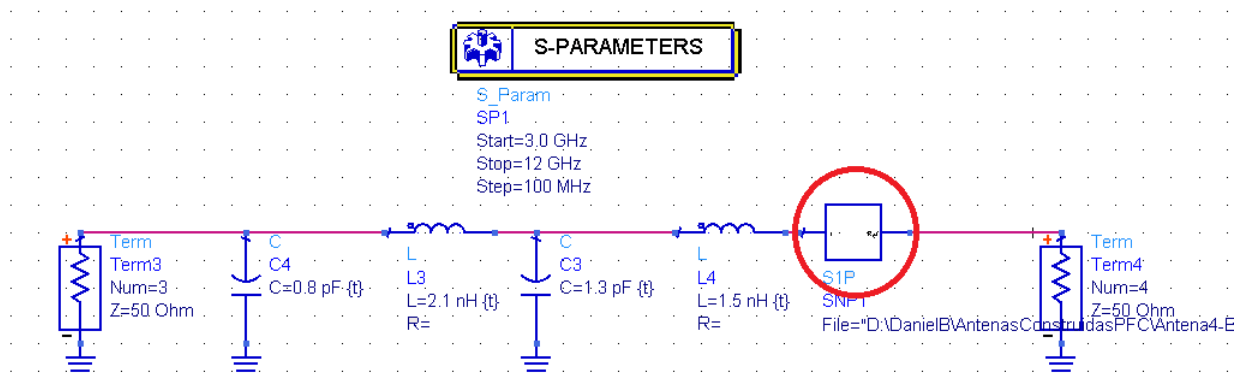 S-PARAMETERS
S_Param
SP1
Start=3.0 GHz
Stop=12 GHz
Step=100 MHz
+
Term
Term3
Num=3
Z=50 Ohm
-
C
C4
C=0.8 pF {t}
L
L3
L=2.1 nH {t}
R=
C
C3
C=1.3 pF {t}
L
L4
L=1.5 nH {t}
R=
Ref
S1P
SNP1
File="D:\DanielB\AntenasConstruidasPFC\Antena4-B
+
Term
Term4
Num=4
Z=50 Ohm
-